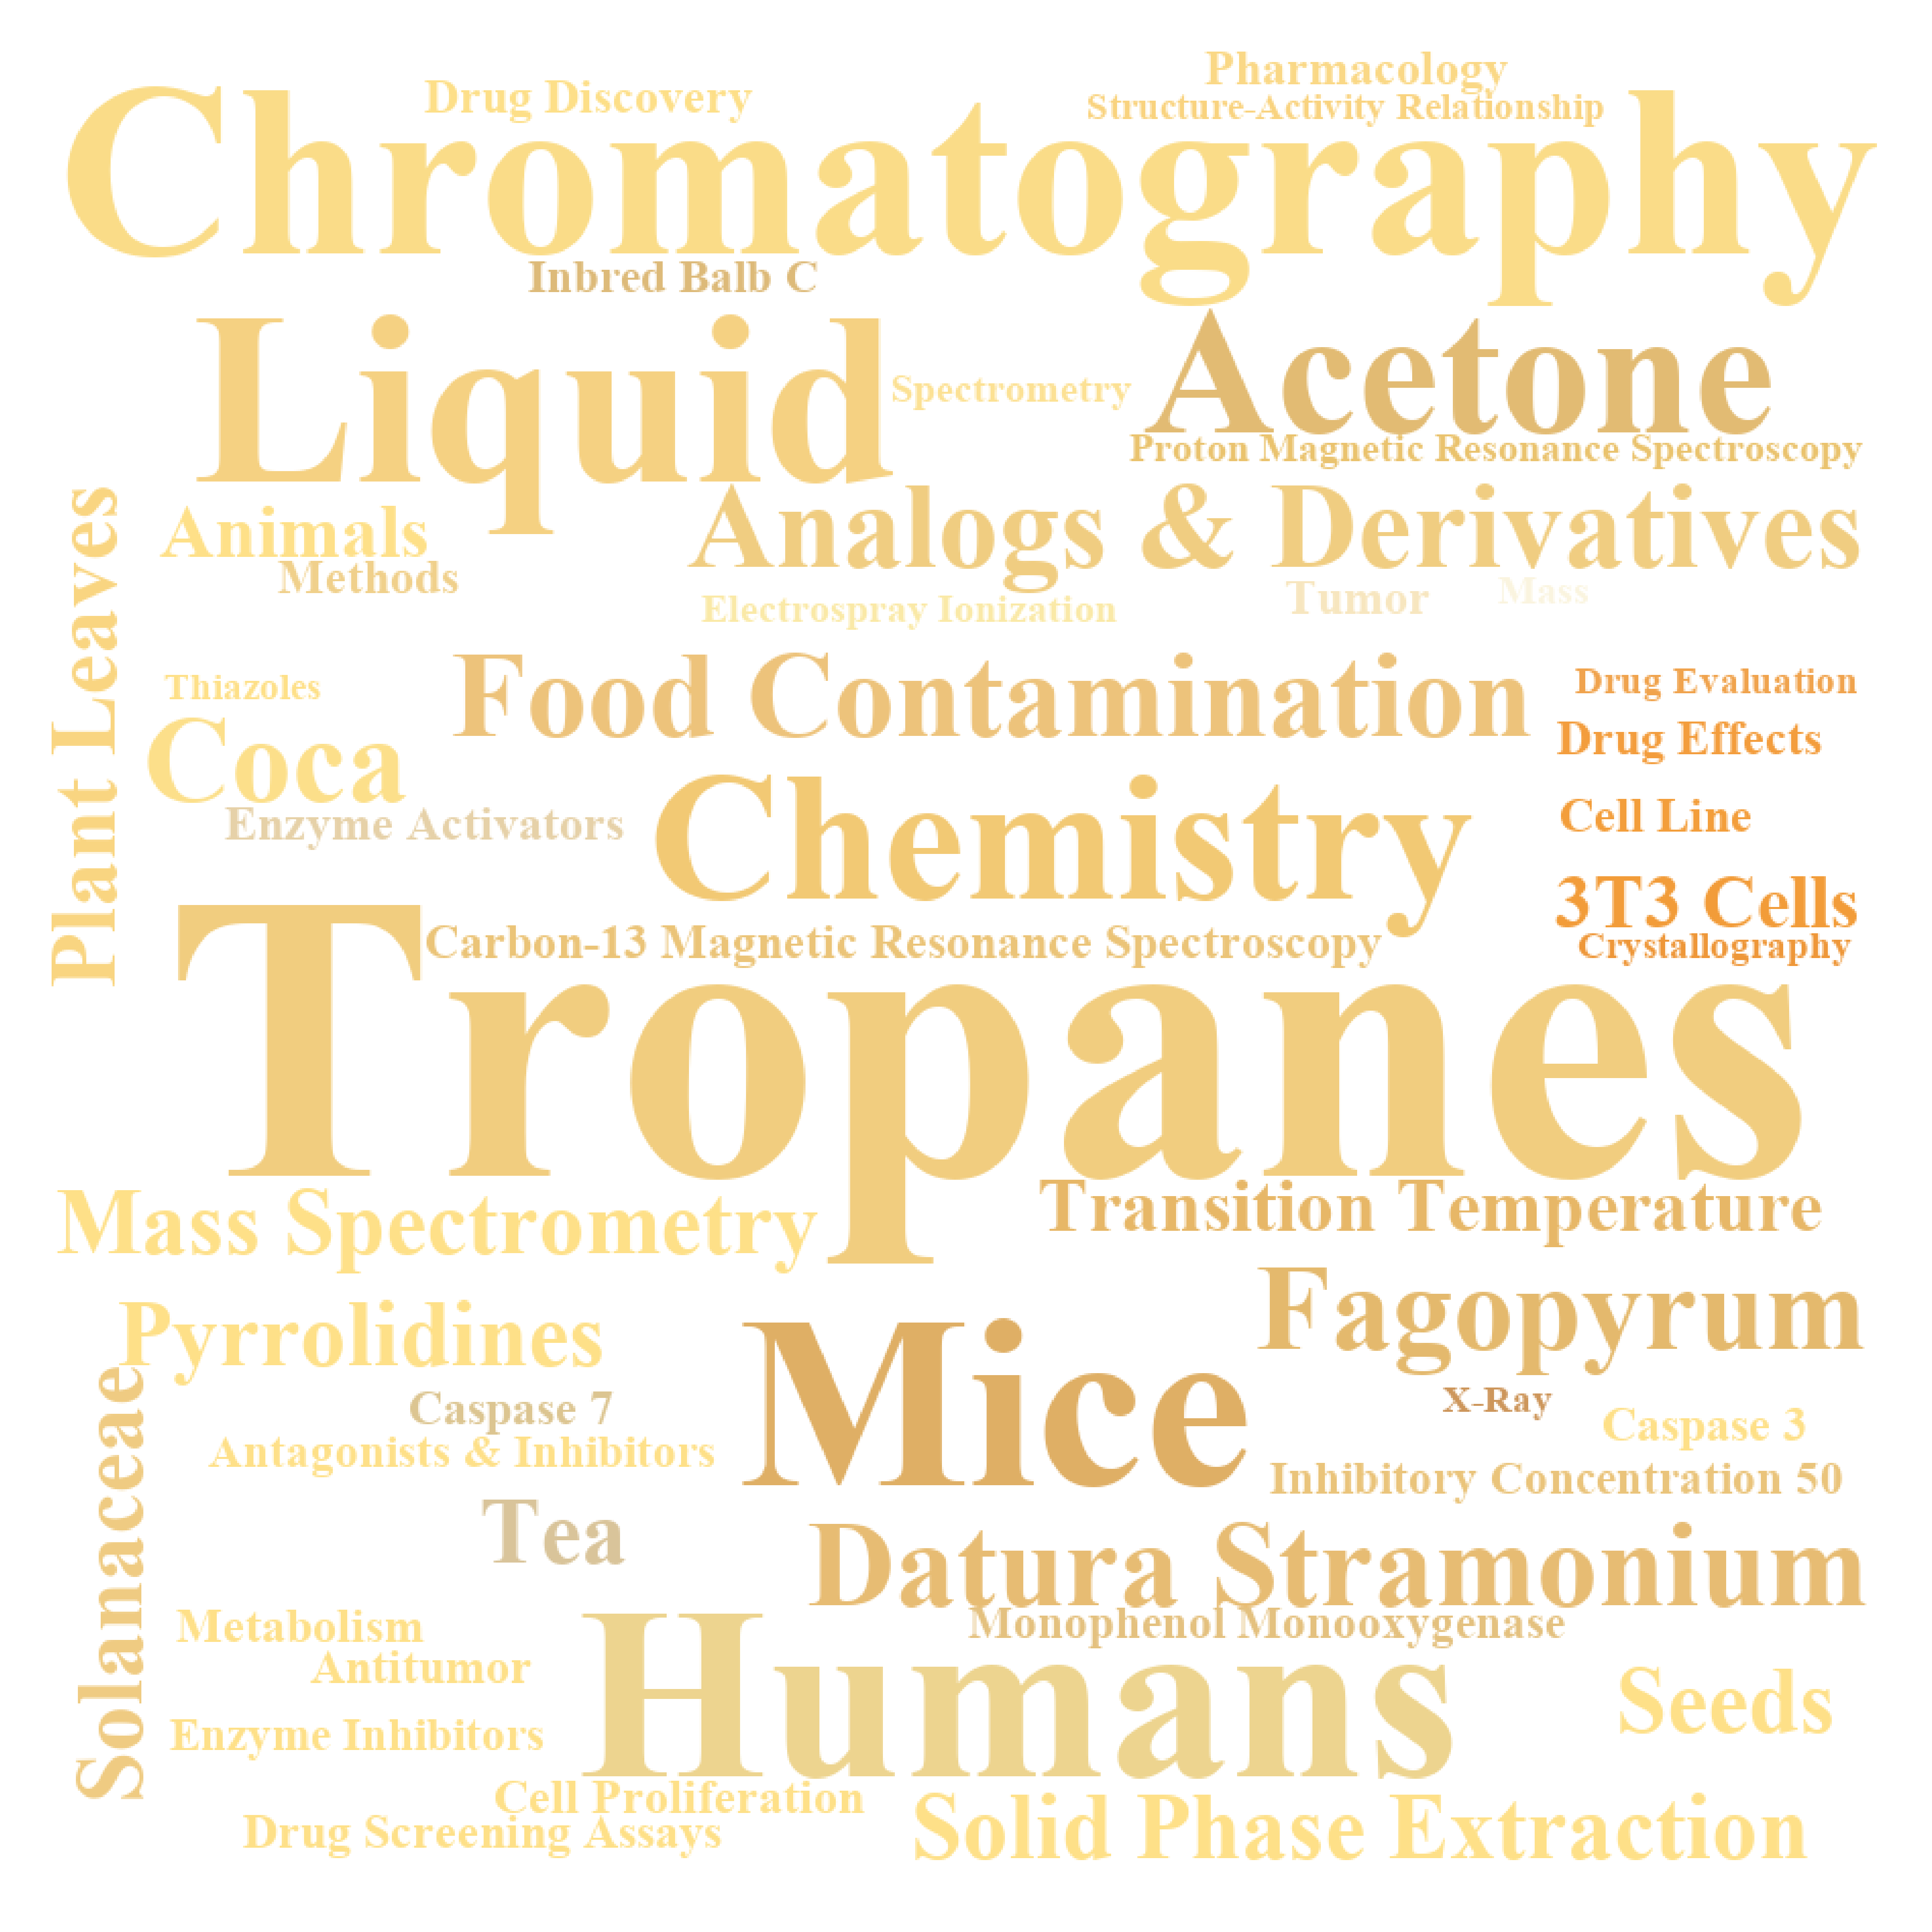 Pharmacology
Drug Discovery
Structure-Activity Relationship
Chromatography
Inbred Balb C
Liquid
Acetone
Spectrometry
Proton Magnetic Resonance Spectroscopy
Plant Leaves
Animals
Analogs & Derivatives
Methods
Tumor
Mass
Electrospray Ionization
Thiazoles
Food Contamination
Drug Evaluation
Drug Effects
Coca
Enzyme Activators
Chemistry
Cell Line
3T3 Cells
Carbon-13 Magnetic Resonance Spectroscopy
Crystallography
Tropanes
Mass Spectrometry
Transition Temperature
Pyrrolidines
Fagopyrum
Mice
Solanaceae
Caspase 7
X-Ray
Caspase 3
Antagonists & Inhibitors
Inhibitory Concentration 50
Tea
Datura Stramonium
Metabolism
Monophenol Monooxygenase
Antitumor
Humans
Seeds
Enzyme Inhibitors
Cell Proliferation
Drug Screening Assays
Solid Phase Extraction